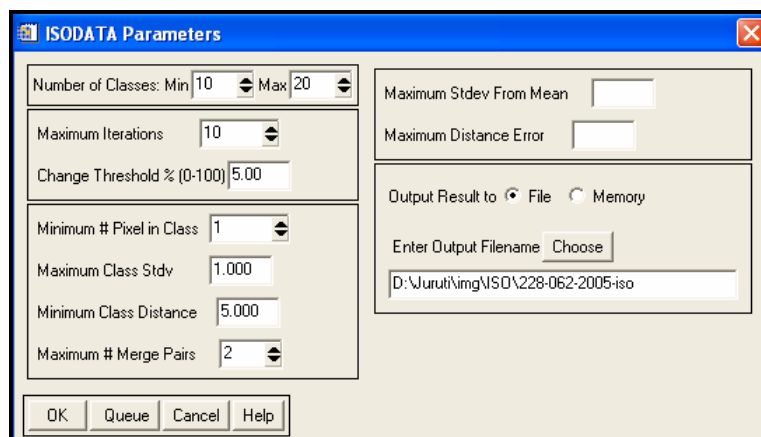 ISODATA Parameters
Number of Classes: Min 10 Max 20
Maximum Iterations 10
Change Threshold % (0-100) 5.00
Minimum # Pixel in Class 1
Maximum Class Stdv 1.000
Minimum Class Distance 5.000
Maximum # Merge Pairs 2
Maximum Stdev From Mean
Maximum Distance Error
Output Result to File Memory
Enter Output Filename Choose
D:\Juruti\img\ISO\228-062-2005-iso
OK Queue Cancel Help